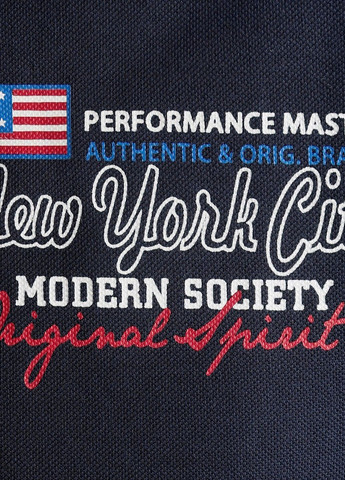 PERFORMANCE MAST
AUTHENTIC & ORIG. BRA
New York Cit
MODERN SOCIETY
Original Spirit